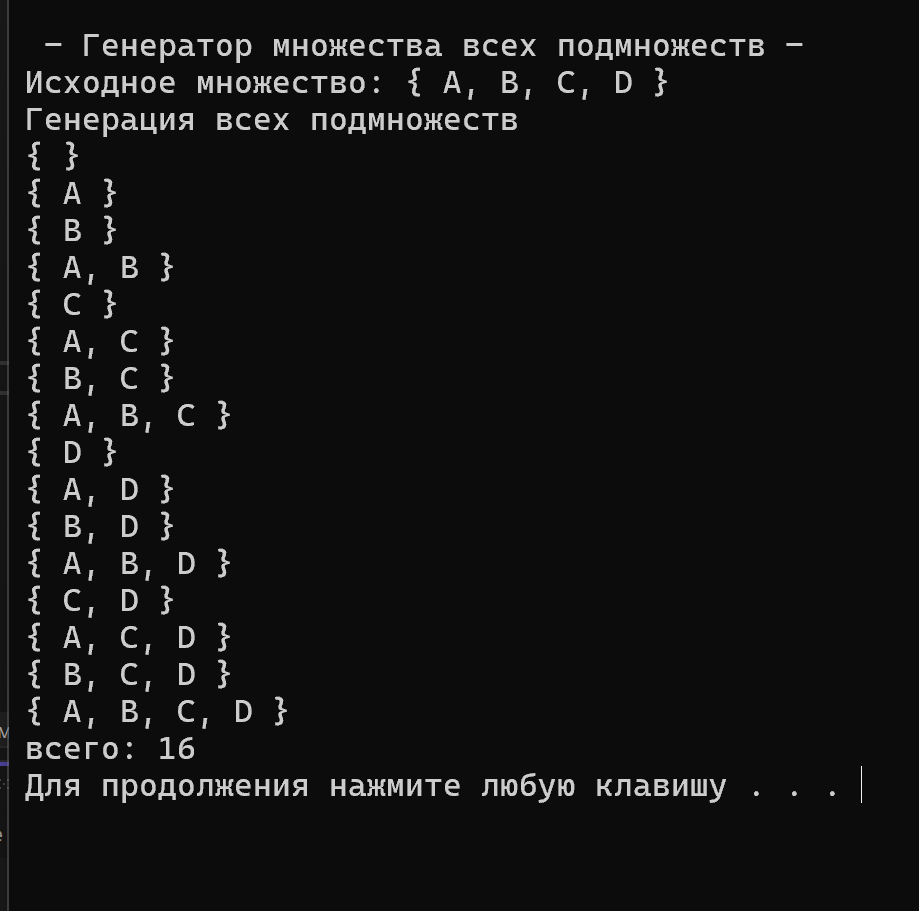 - Генератор множества всех подмножеств -
Исходное множество: { A, B, C, D }
Генерация всех подмножеств
{ }
{ A }
{ B }
{ A, B }
{ C }
{ A, C }
{ B, C }
{ A, B, C }
{ D }
{ A, D }
{ B, D }
{ A, B, D }
{ C, D }
{ A, C, D }
{ B, C, D }
{ A, B, C, D }
всего: 16
Для продолжения нажмите любую клавишу . . .